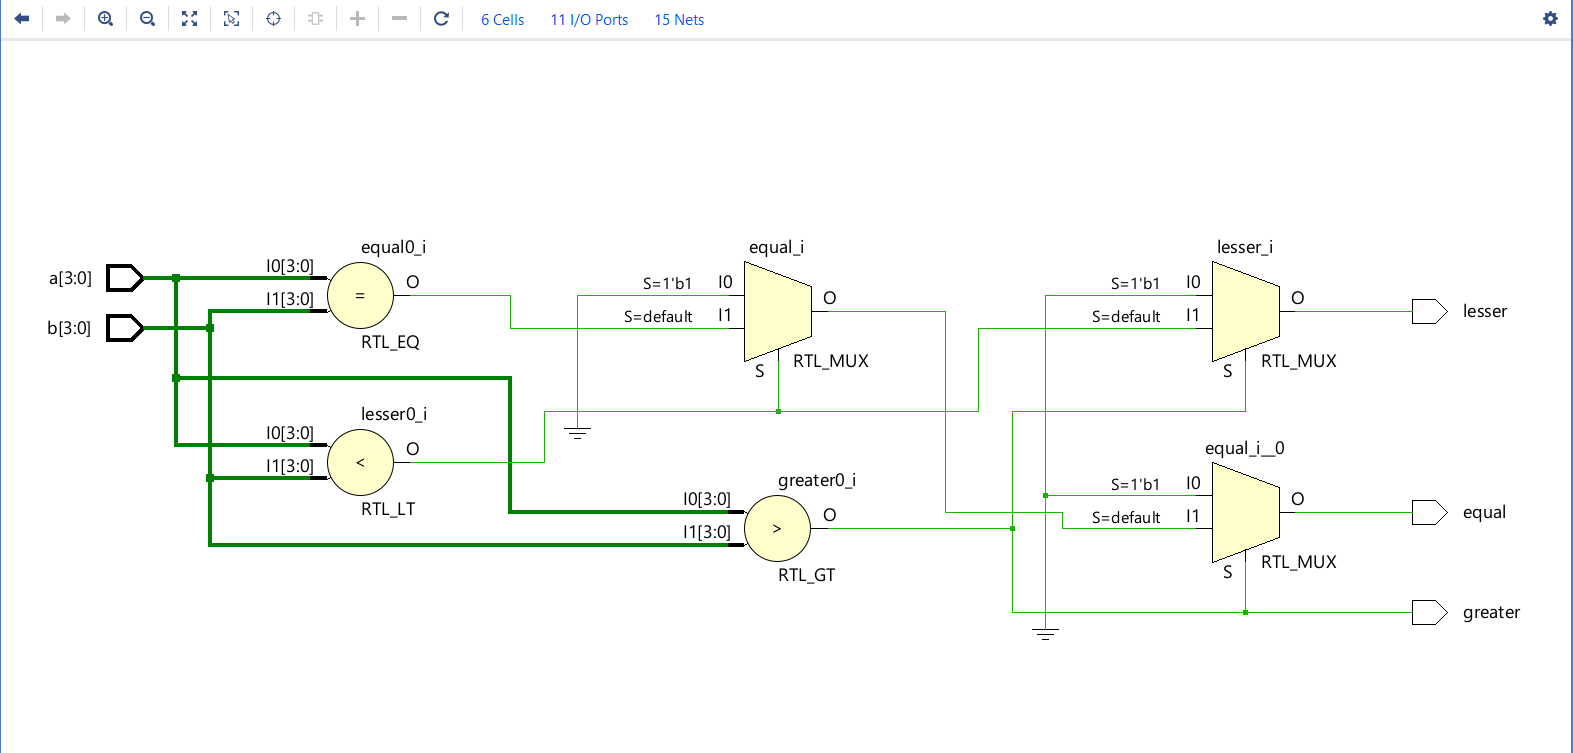 6 Cells 11 I/O Ports 15 Nets
equal0_i
equal_i
lesser_i
a[3:0]
I0[3:0]
O
S=1'b1
I0
O
S=1'b1
I0
O
b[3:0]
I1[3:0]
=
S=default
I1
S=default
I1
lesser
RTL_EQ
S
RTL_MUX
S
RTL_MUX
lesser0_i
I0[3:0]
O
I1[3:0]
<
RTL_LT
greater0_i
I0[3:0]
O
I1[3:0]
>
RTL_GT
equal_i__0
S=1'b1
I0
O
S=default
I1
equal
S
RTL_MUX
greater